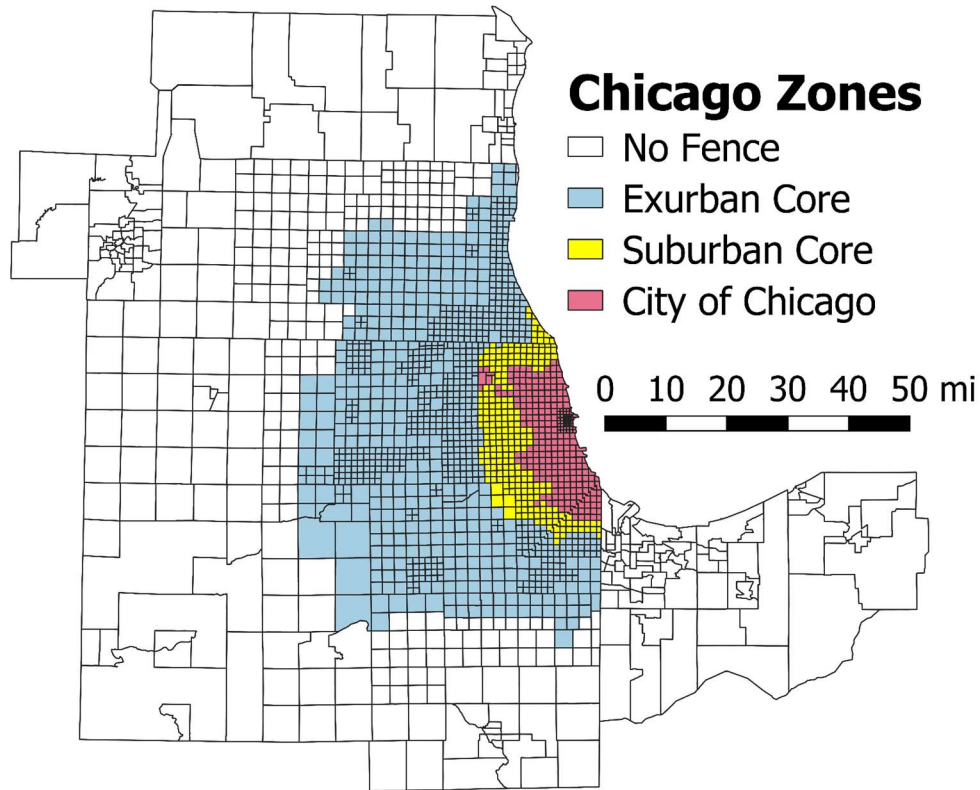 Chicago Zones
No Fence
Exurban Core
Suburban Core
City of Chicago
0 10 20 30 40 50 mi